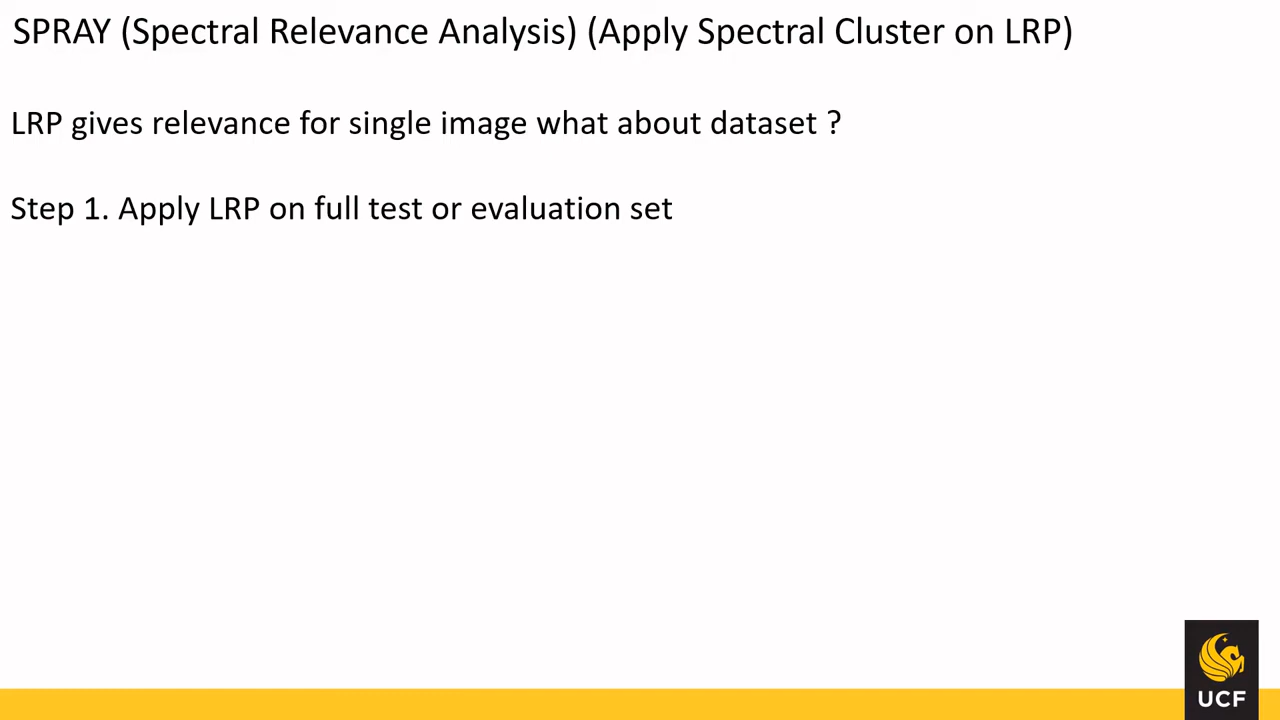 SPRAY (Spectral Relevance Analysis) (Apply Spectral Cluster on LRP)
LRP gives relevance for single image what about dataset ?
Step 1. Apply LRP on full test or evaluation set
UCF